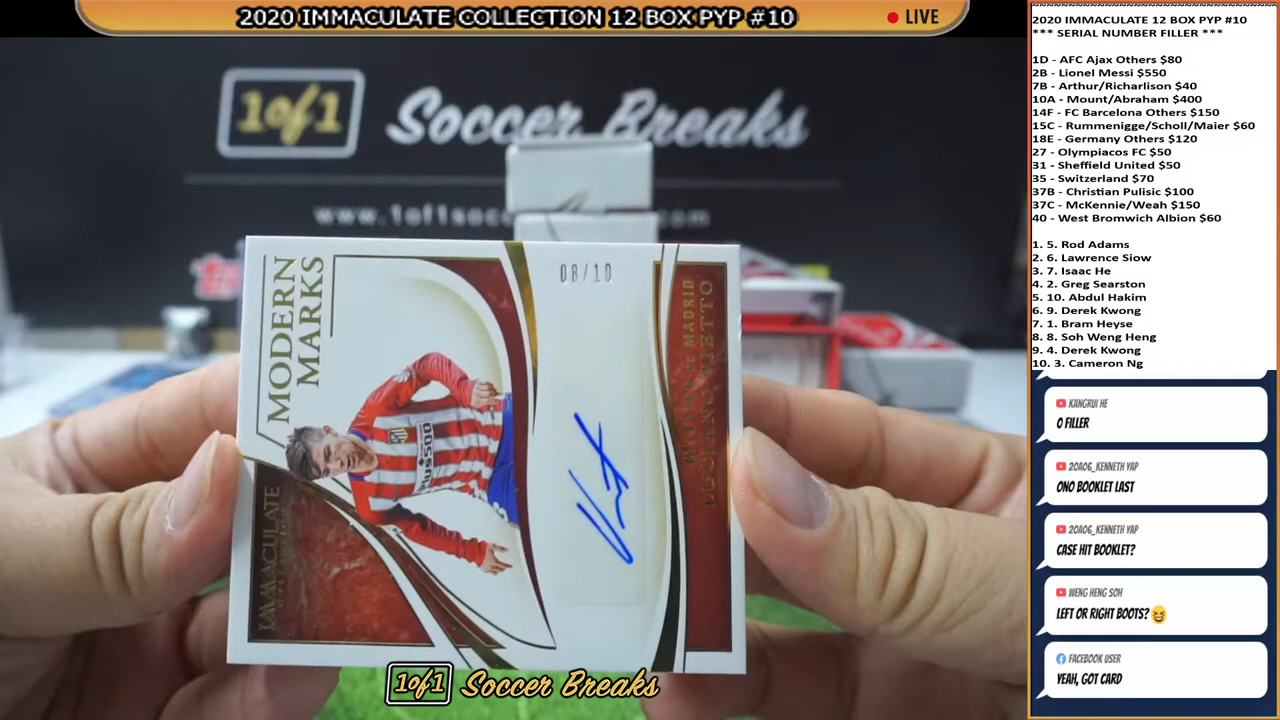 2020 IMMACULATE COLLECTION 12 BOX PYP #10
LIVE
1of1
Soccer Breaks
08/10
MODERN
MARKS
IMMACULATE
ATLETICO DE MADRID
LUCIANO VIETTO
1of1 Soccer Breaks
2020 IMMACULATE 12 BOX PYP #10
*** SERIAL NUMBER FILLER ***
1D - AFC Ajax Others $80
2B - Lionel Messi $550
7B - Arthur/Richarlison $40
10A - Mount/Abraham $400
14F - FC Barcelona Others $150
15C - Rummenigge/Scholl/Maier $60
18E - Germany Others $120
27 - Olympiacos FC $50
31 - Sheffield United $50
35 - Switzerland $70
37B - Christian Pulisic $100
37C - McKennie/Weah $150
40 - West Bromwich Albion $60
1. 5. Rod Adams
2. 6. Lawrence Siow
3. 7. Isaac He
4. 2. Greg Searston
5. 10. Abdul Hakim
6. 9. Derek Kwong
7. 1. Bram Heyse
8. 8. Soh Weng Heng
9. 4. Derek Kwong
10. 3. Cameron Ng
KANGRUI HE
O FILLER
20A06_KENNETH YAP
ONO BOOKLET LAST
20A06_KENNETH YAP
CASE HIT BOOKLET?
WENG HENG SOH
LEFT OR RIGHT BOOTS?
FACEBOOK USER
YEAH, GOT CARD